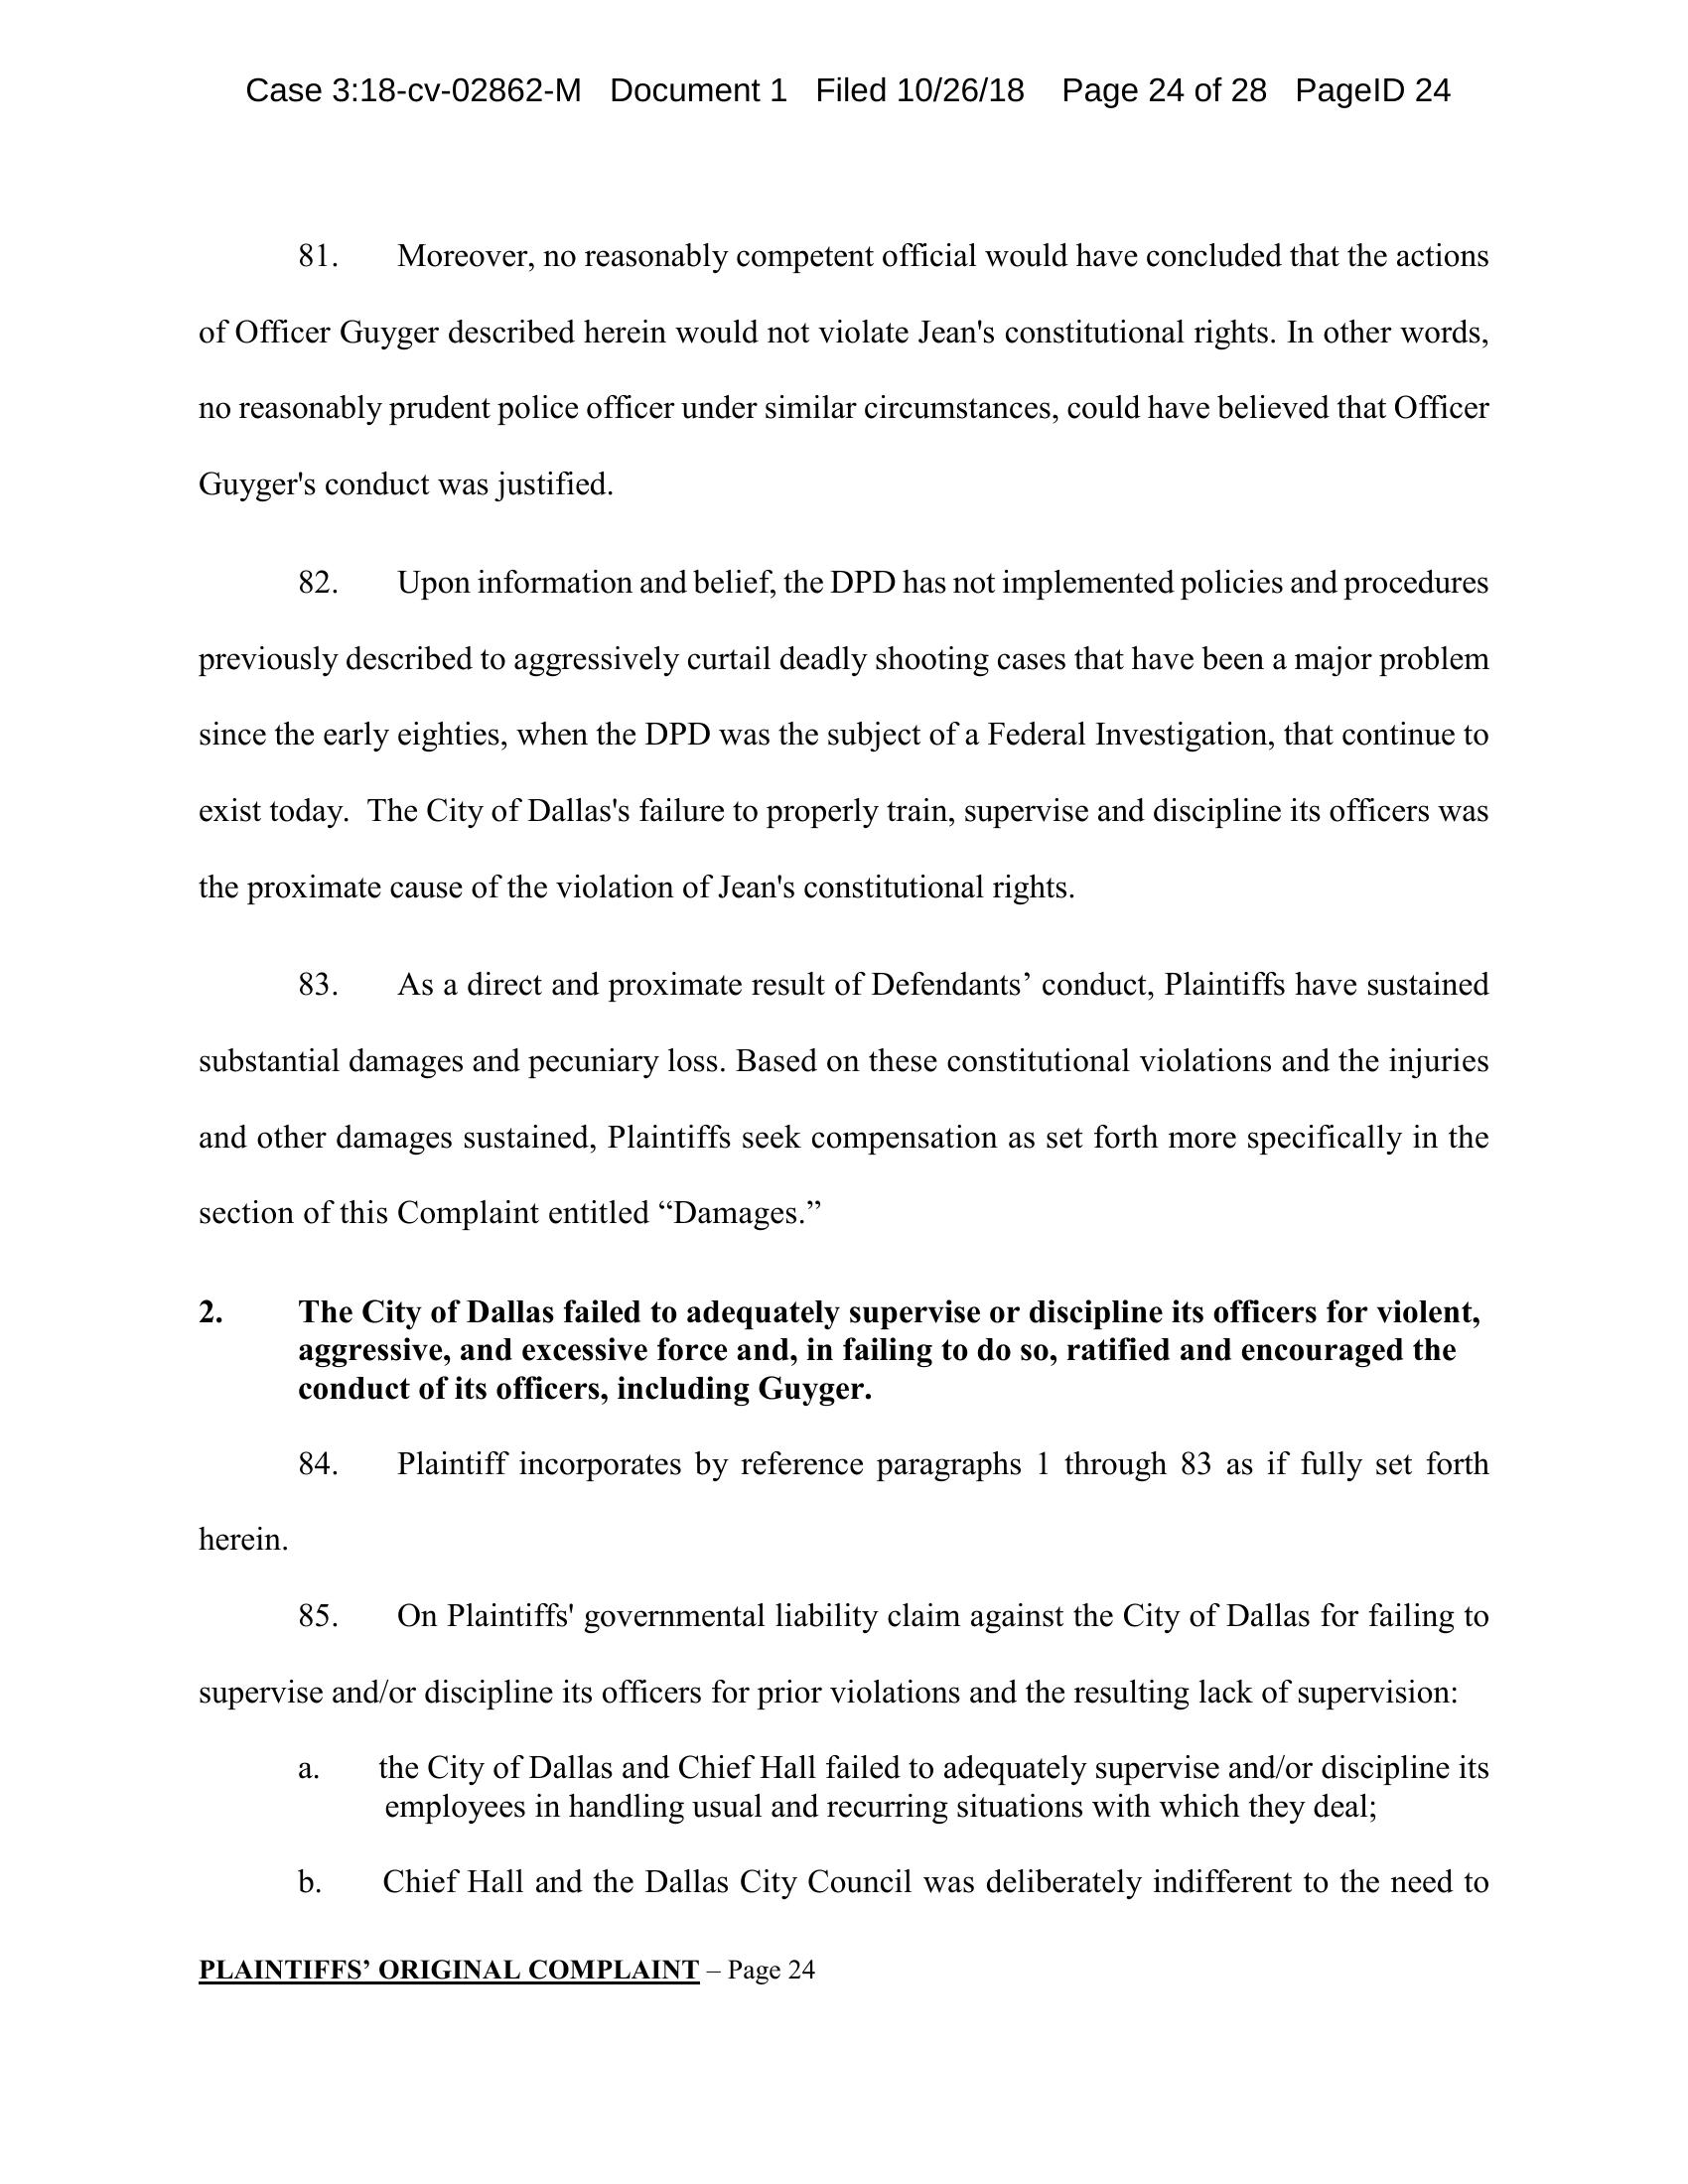 Case 3:18-cv-02862-M Document 1 Filed 10/26/18 Page 24 of 28 PageID 24
81. Moreover, no reasonably competent official would have concluded that the actions
of Officer Guyger described herein would not violate Jean's constitutional rights. In other words,
no reasonably prudent police officer under similar circumstances, could have believed that Officer
Guyger's conduct was justified.
82. Upon information and belief, the DPD has not implemented policies and procedures
previously described to aggressively curtail deadly shooting cases that have been a major problem
since the early eighties, when the DPD was the subject of a Federal Investigation, that continue to
exist today. The City of Dallas's failure to properly train, supervise and discipline its officers was
the proximate cause of the violation of Jean's constitutional rights.
83. As a direct and proximate result of Defendants’ conduct, Plaintiffs have sustained
substantial damages and pecuniary loss. Based on these constitutional violations and the injuries
and other damages sustained, Plaintiffs seek compensation as set forth more specifically in the
section of this Complaint entitled “Damages.”
2. The City of Dallas failed to adequately supervise or discipline its officers for violent,
aggressive, and excessive force and, in failing to do so, ratified and encouraged the
conduct of its officers, including Guyger.
84. Plaintiff incorporates by reference paragraphs 1 through 83 as if fully set forth
herein.
85. On Plaintiffs' governmental liability claim against the City of Dallas for failing to
supervise and/or discipline its officers for prior violations and the resulting lack of supervision:
a. the City of Dallas and Chief Hall failed to adequately supervise and/or discipline its
employees in handling usual and recurring situations with which they deal;
b. Chief Hall and the Dallas City Council was deliberately indifferent to the need to
PLAINTIFFS’ ORIGINAL COMPLAINT – Page 24